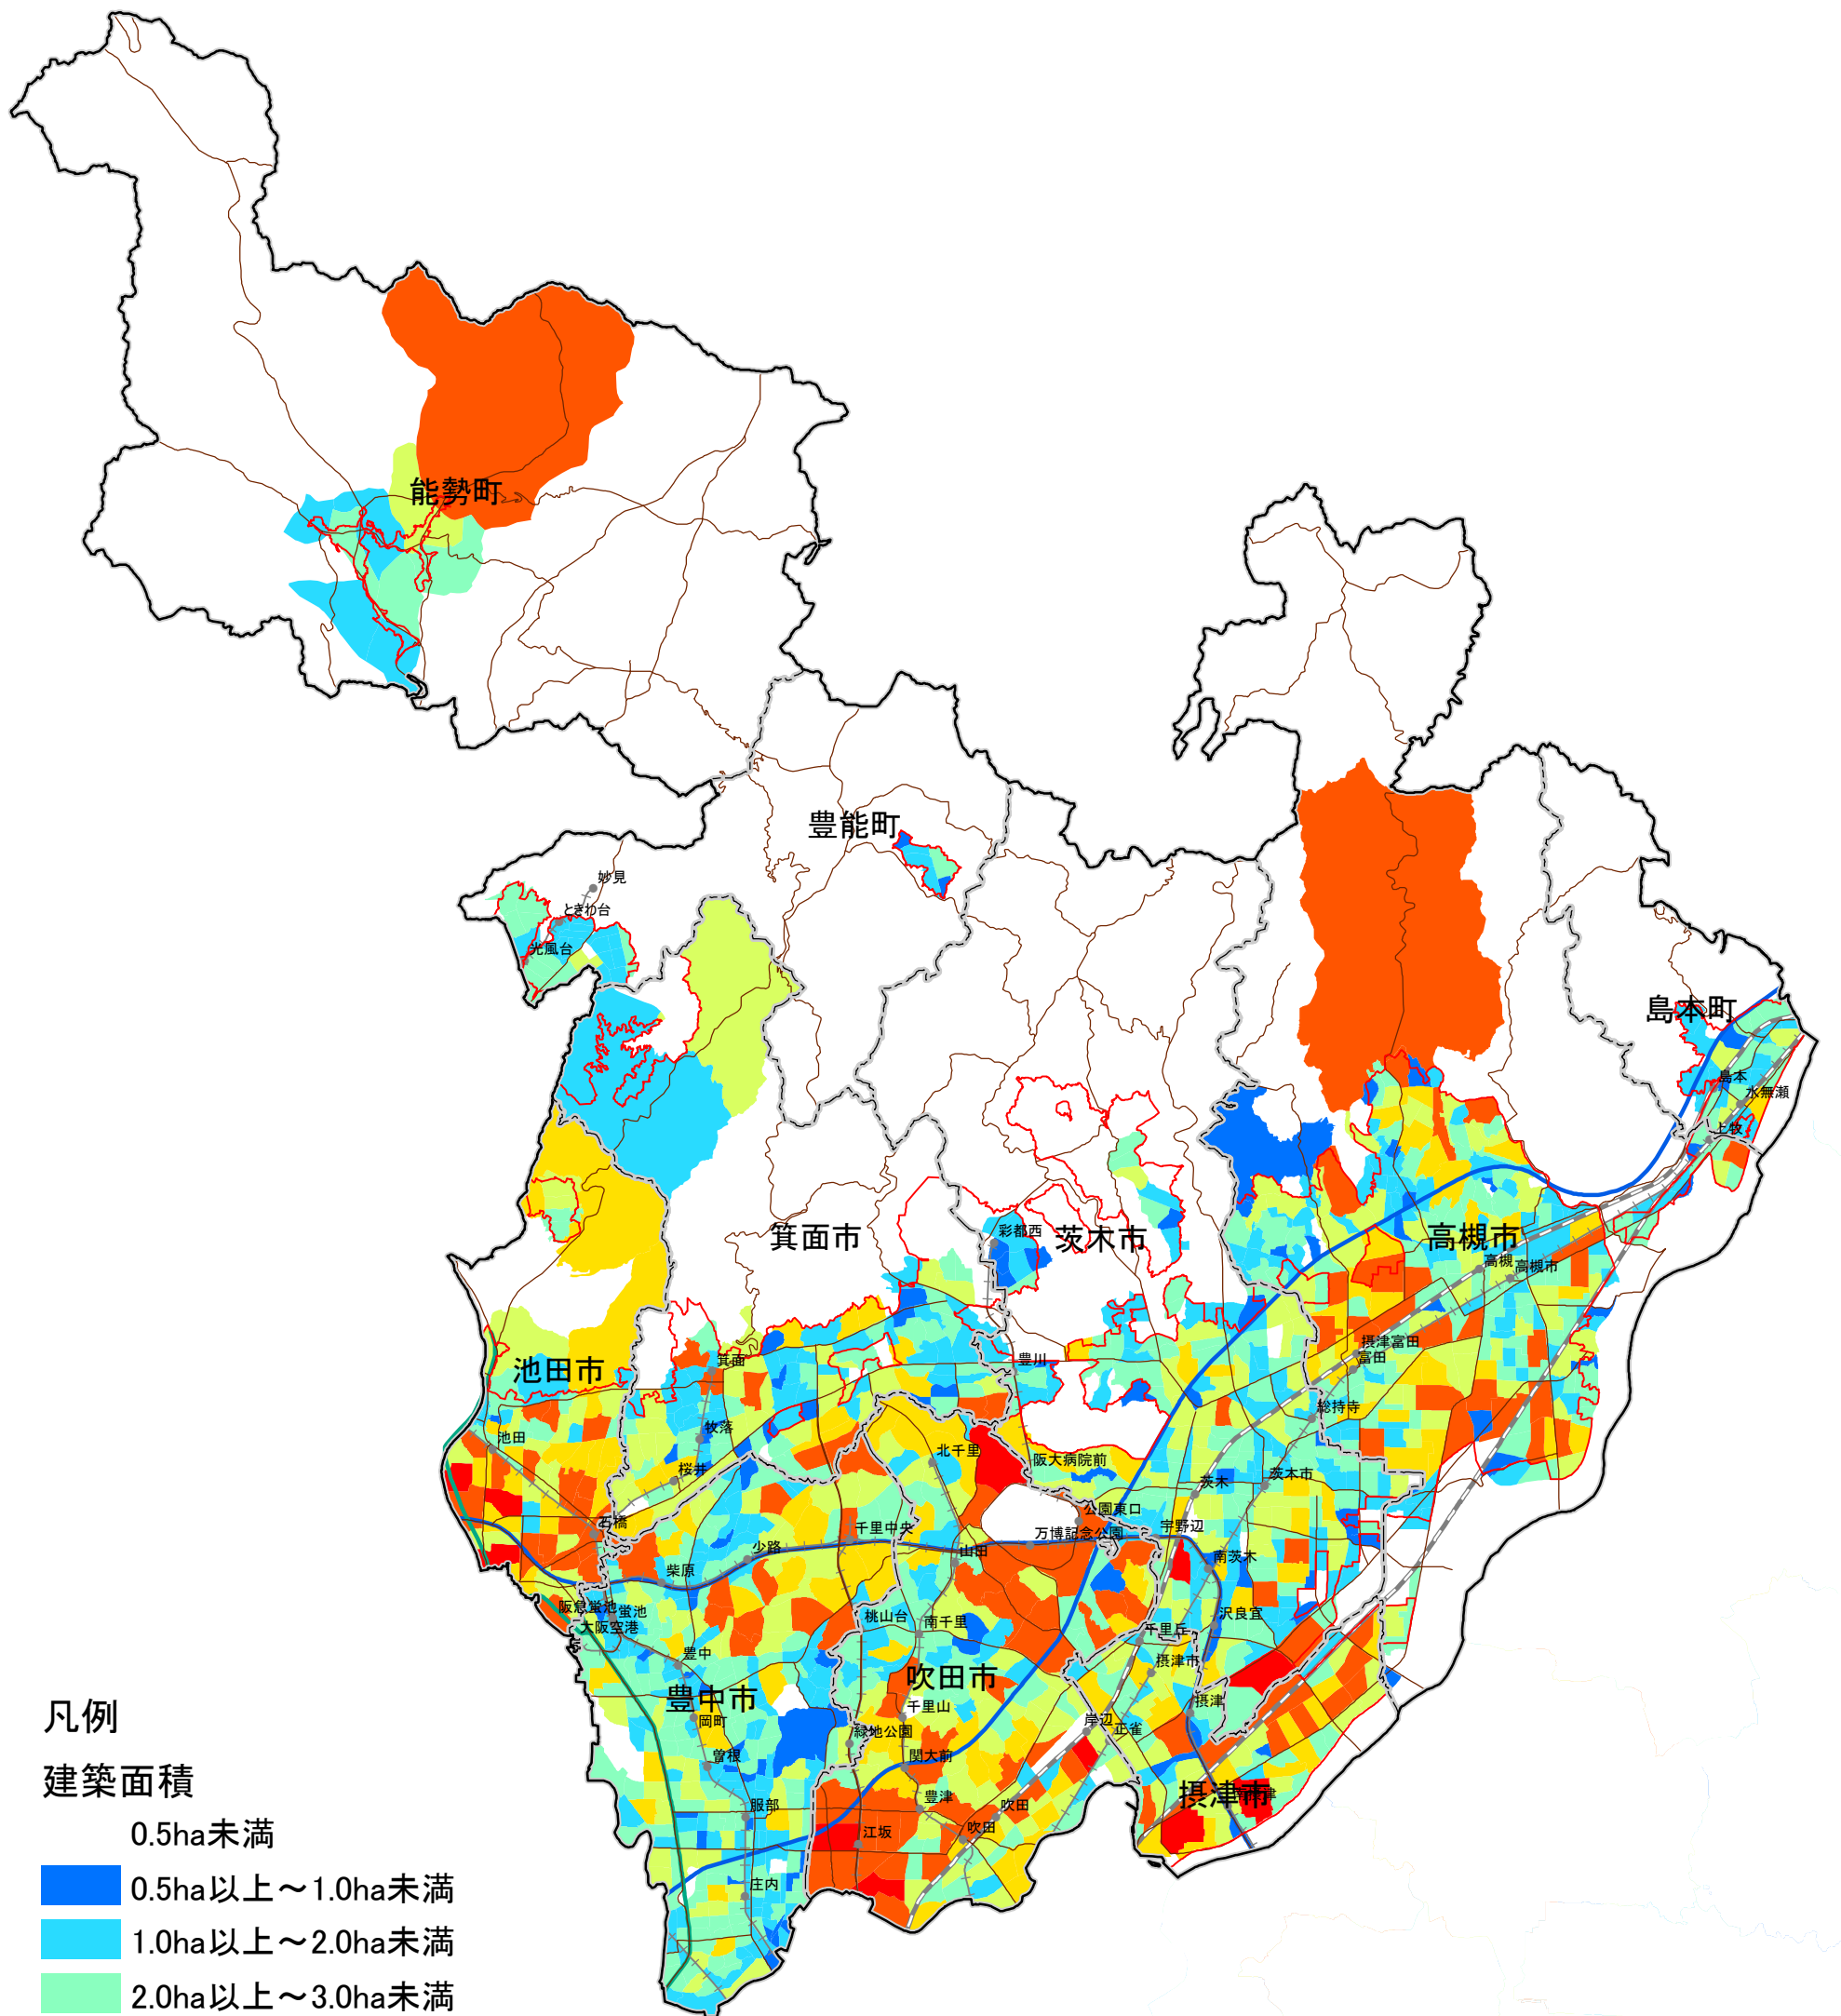 能勢町
豊能町
妙見
ときわ台
光風台
島本町
島本
水無瀬
上牧
箕面市
彩都西
茨木市
高槻市
高槻
高槻市
池田市
箕面
豊川
摂津富田
富田
総持寺
池田
牧落
桜井
北千里
阪大病院前
茨木
茨木市
石橋
千里中央
公園東口
万博記念公園
宇野辺
少路
山田
南茨木
柴原
阪急蛍池
蛍池
大阪空港
桃山台
南千里
沢良宜
千里丘
豊中
摂津市
吹田市
豊中市
岡町
千里山
摂津
緑地公園
岸辺
正雀
曽根
関大前
摂津市
南摂津
服部
豊津
吹田
江坂
吹田
庄内
凡例
建築面積
0.5ha未満
0.5ha以上～1.0ha未満
1.0ha以上～2.0ha未満
2.0ha以上～3.0ha未満